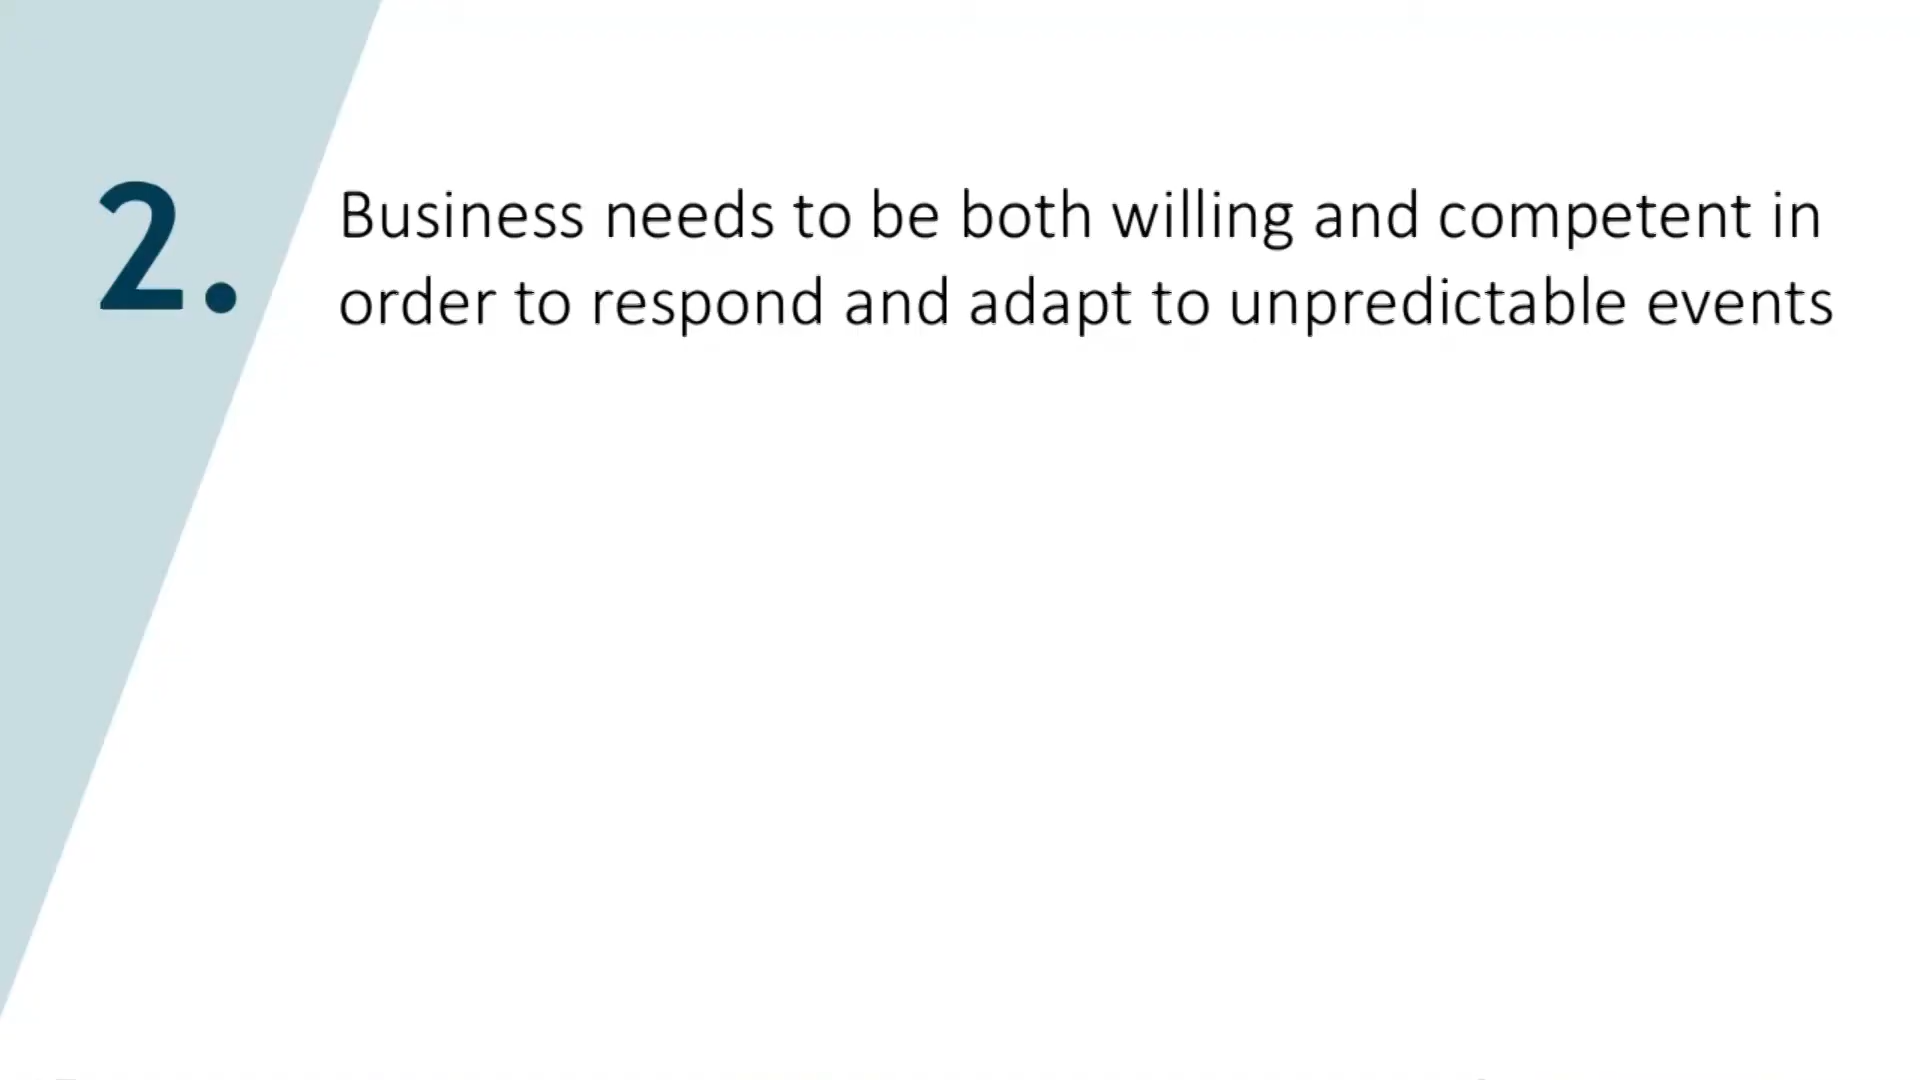 2.
Business needs to be both willing and competent in
order to respond and adapt to unpredictable events